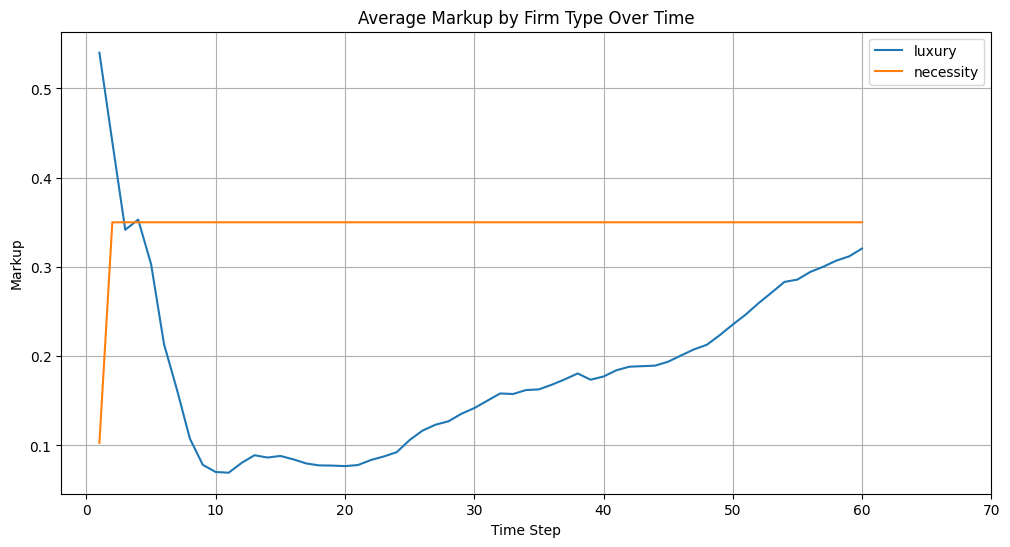 Average Markup by Firm Type Over Time
luxury
necessity
Markup
0.5
0.4
0.3
0.2
0.1
0 10 20 30 40 50 60 70
Time Step